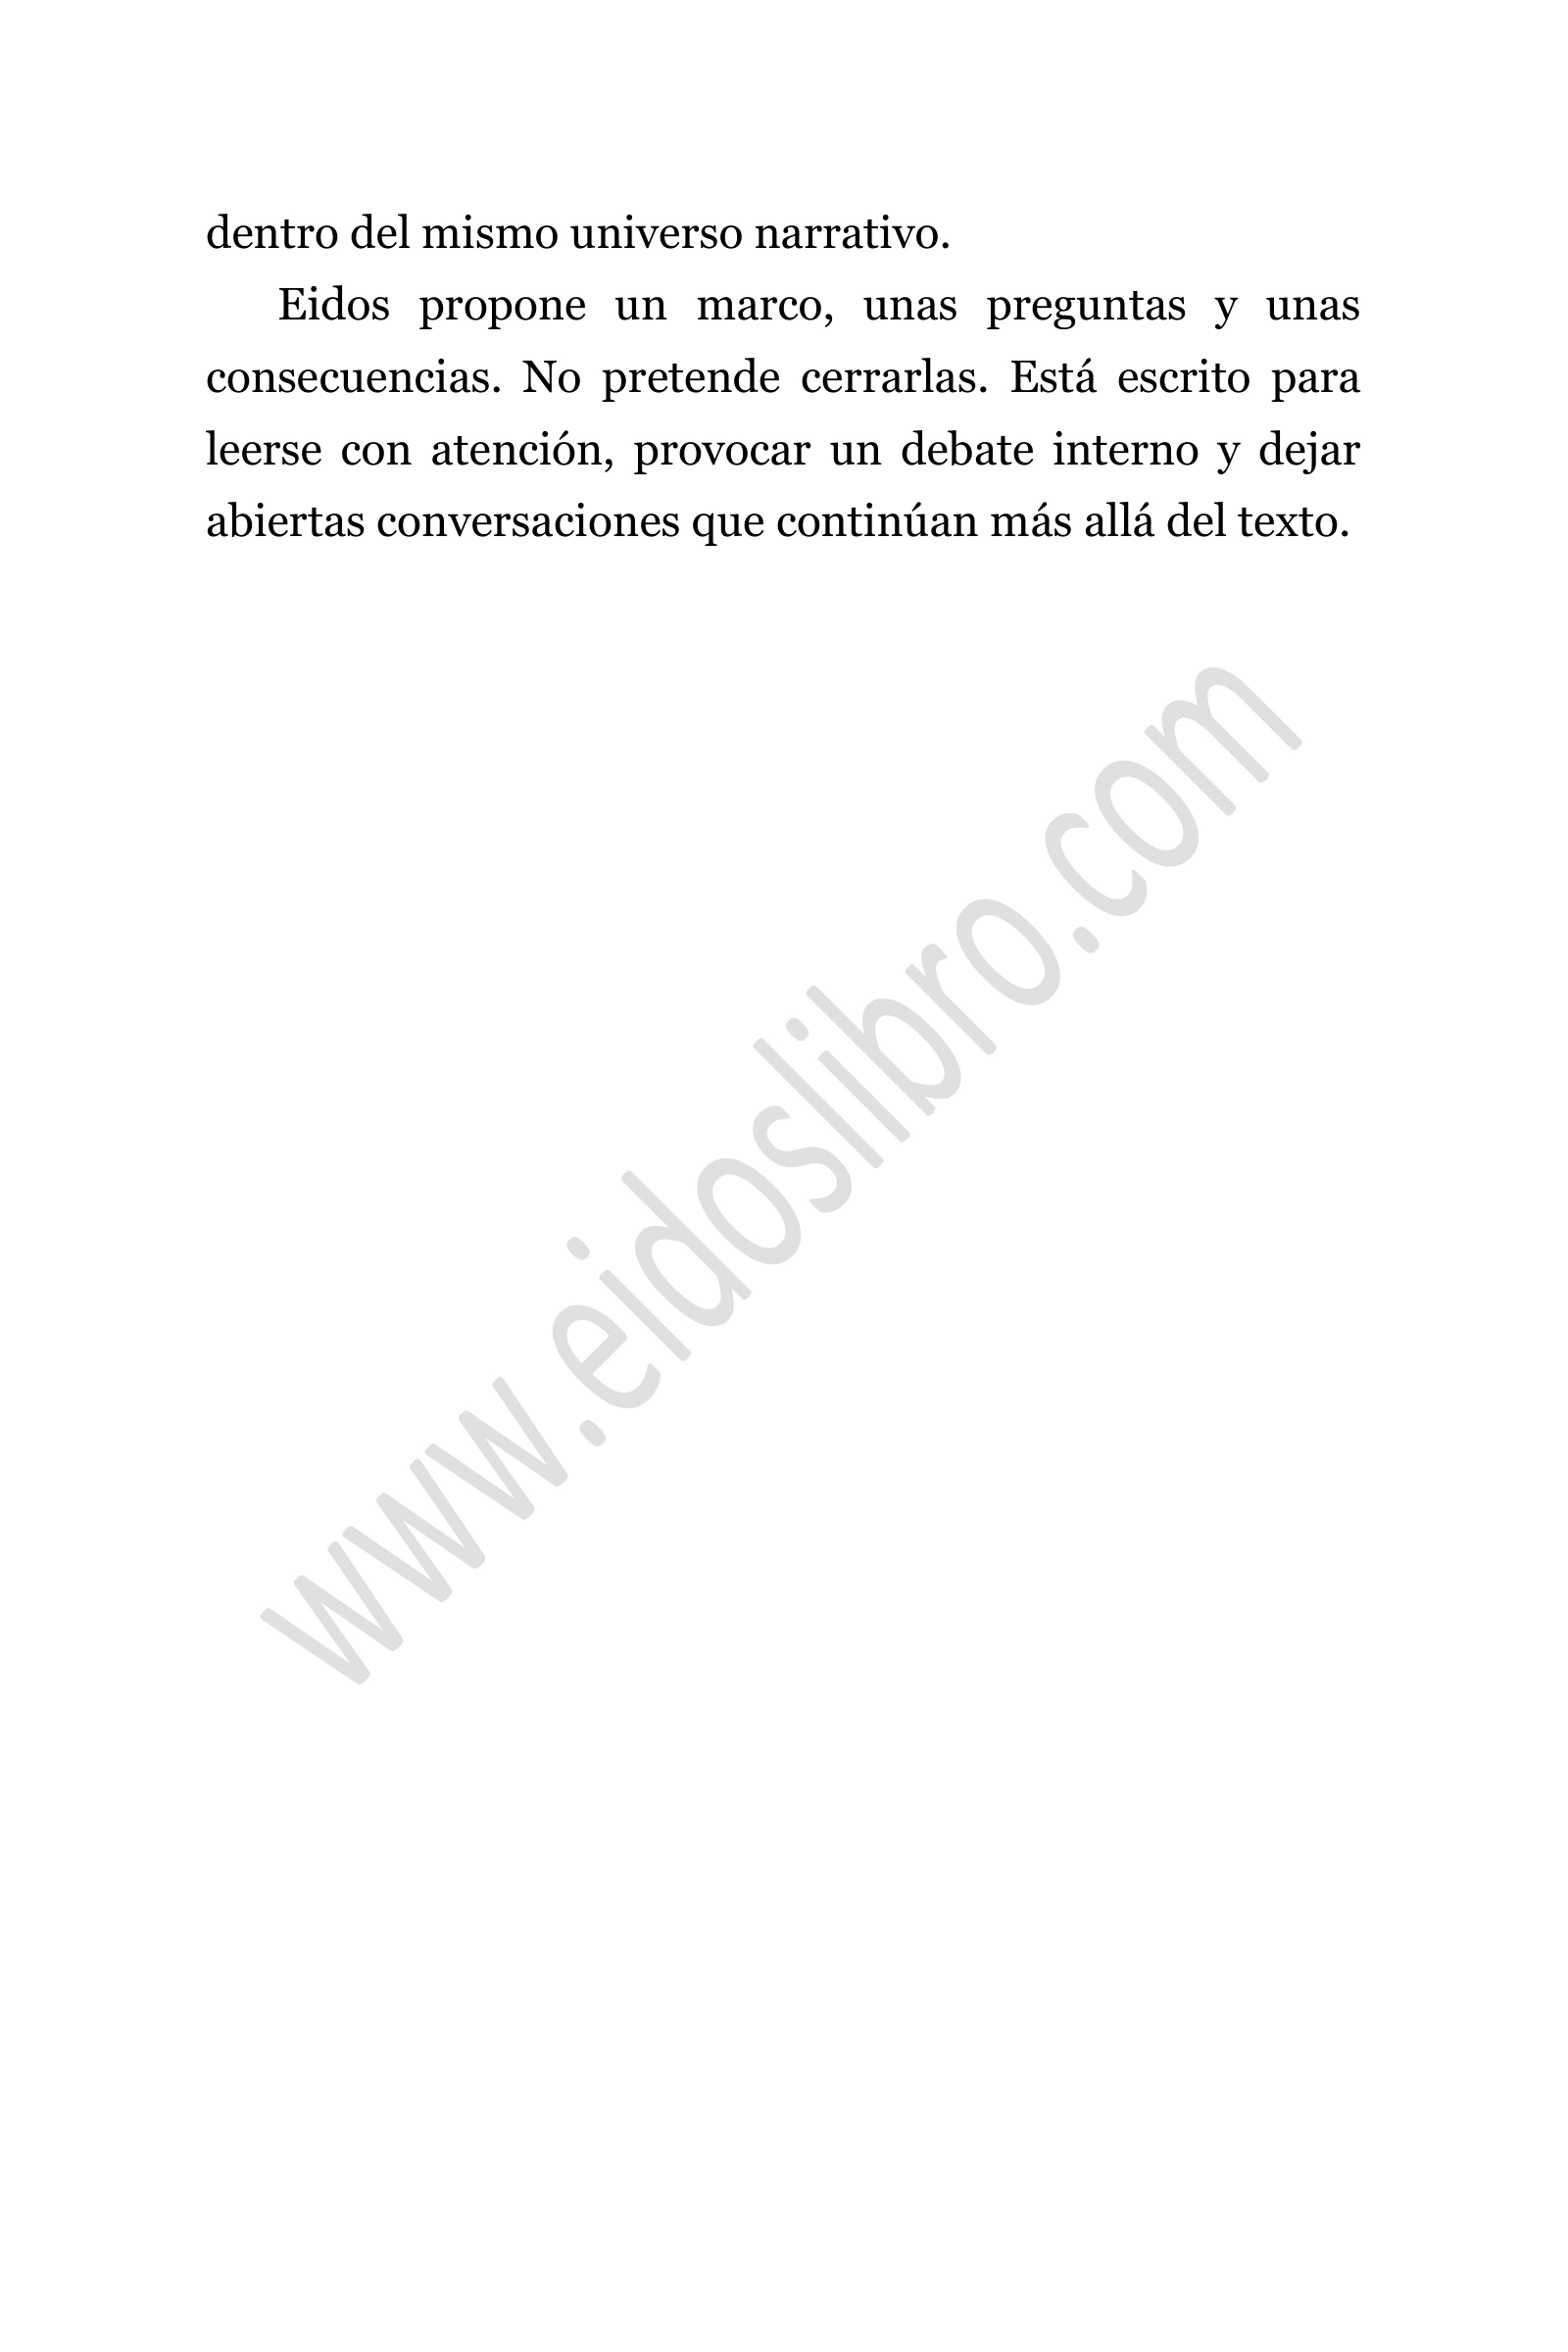 dentro del mismo universo narrativo.
Eidos propone un marco, unas preguntas y unas
consecuencias. No pretende cerrarlas. Está escrito para
leerse con atención, provocar un debate interno y dejar
abiertas conversaciones que continúan más allá del texto.
www.eidoslibro.com